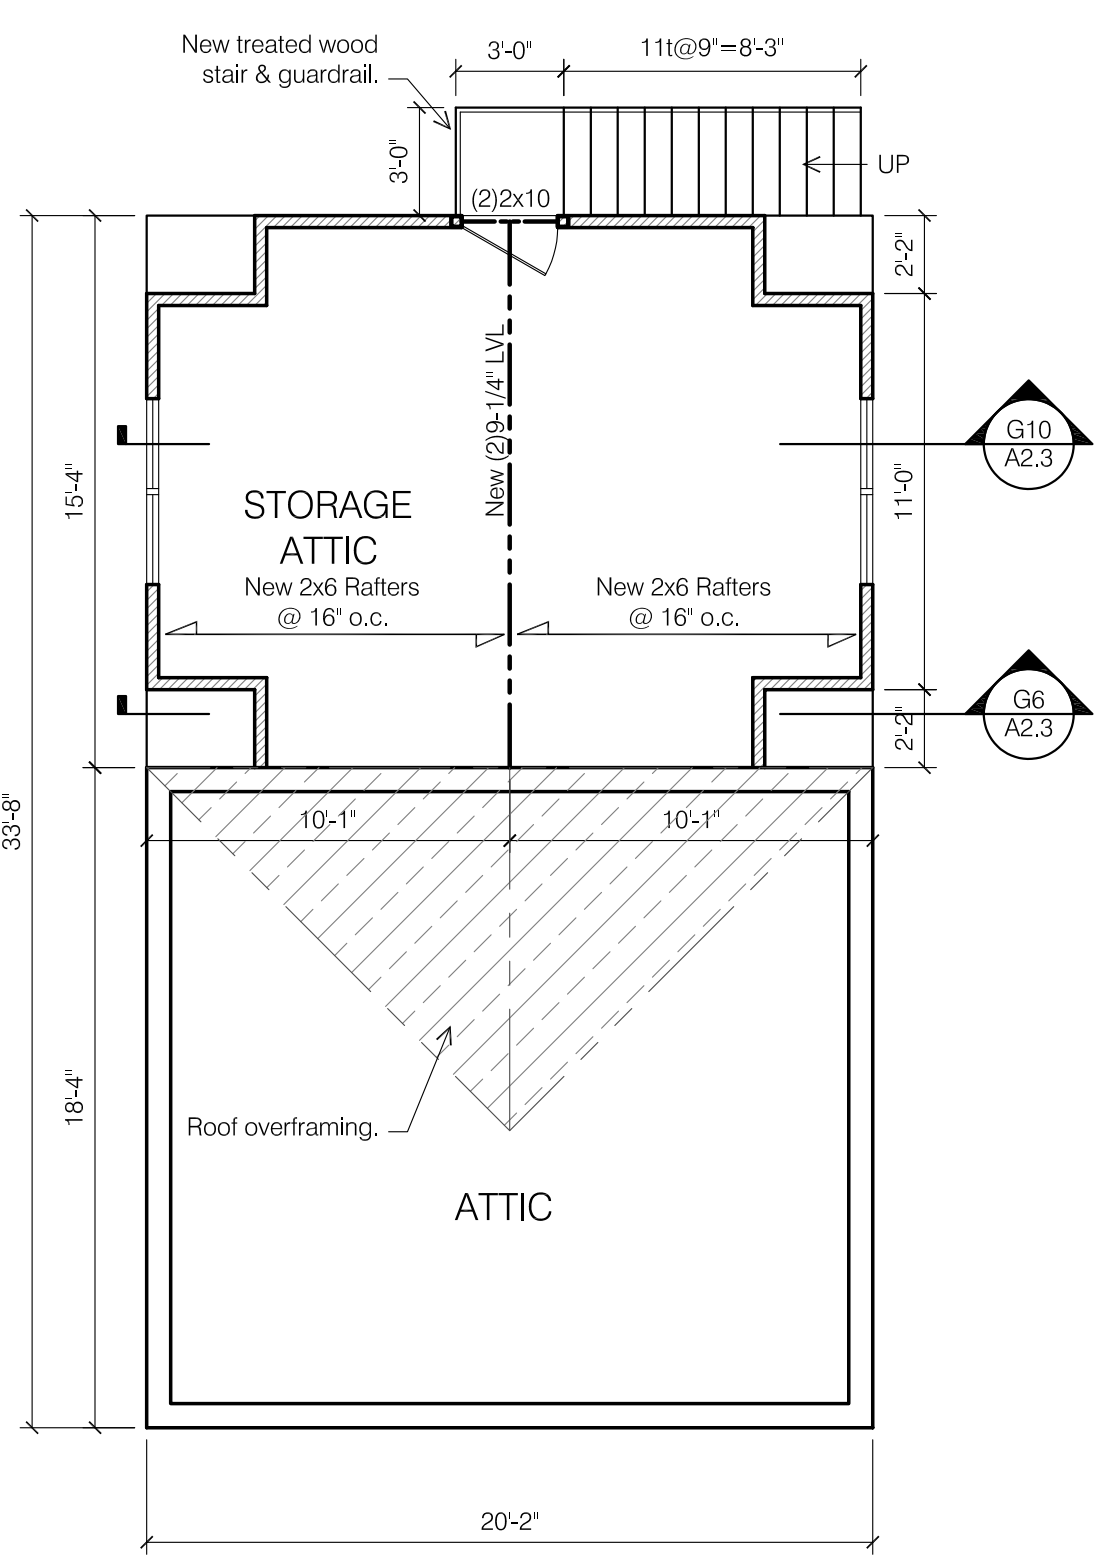 New treated wood
stair & guardrail.
3'-0"
11t@9"=8'-3"
3'-0"
UP
(2)2x10
2'-2"
New (2)9-1/4" LVL
G10
A2.3
15'-4"
11'-0"
STORAGE
ATTIC
New 2x6 Rafters
@ 16" o.c.
New 2x6 Rafters
@ 16" o.c.
G6
A2.3
2'-2"
33'-8"
10'-1"
10'-1"
18'-4"
Roof overframing.
ATTIC
20'-2"